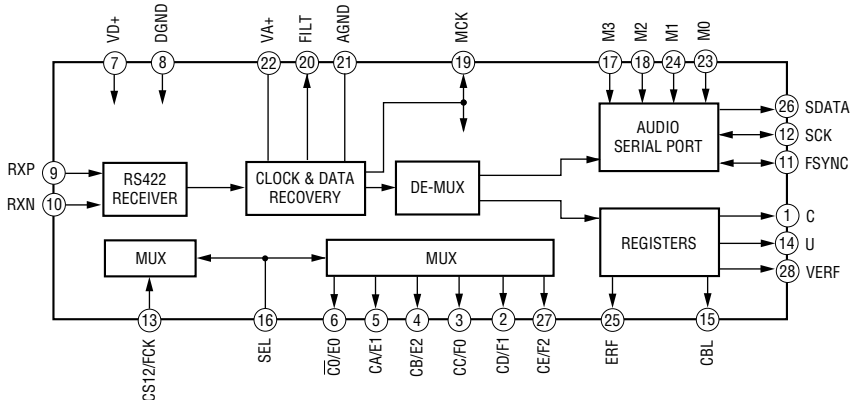 VD+
DGND
VA+
FILT
AGND
MCK
M3
M2
M1
M0
7
8
22
20
21
19
17
18
24
23
26 SDATA
12 SCK
11 FSYNC
AUDIO
SERIAL PORT
RXP
9
RXN
10
RS422
RECEIVER
CLOCK & DATA
RECOVERY
DE-MUX
1 C
14 U
28 VERF
REGISTERS
MUX
MUX
13
16
6
5
4
3
2
27
25
15
CS12/FCK
SEL
C̅0̅/E0
CA/E1
CB/E2
CC/F0
CD/F1
CE/F2
ERF
CBL